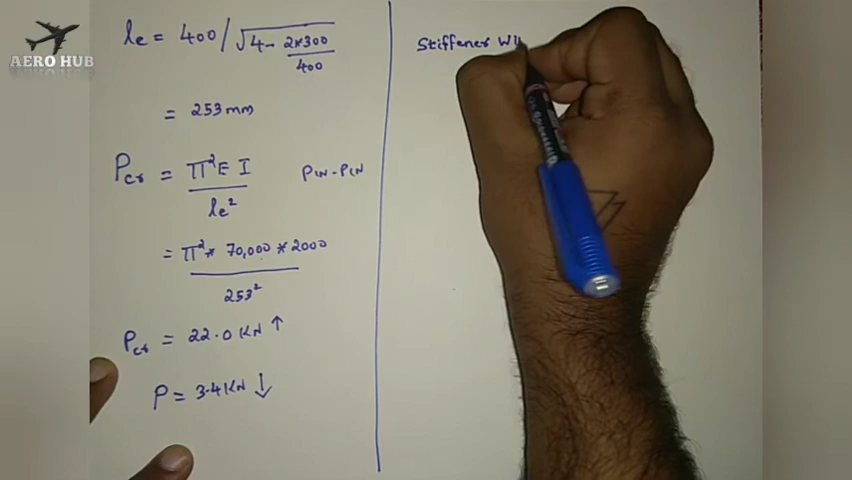 AERO HUB
le = 400 / √4 - 2*300/400
= 253 mm
Pcr = π²EI / le² PIN-PIN
= π² * 70,000 * 2000 / 253²
Pcr = 22.0 KN ↑
P = 3.4 KN ↓
Stiffener